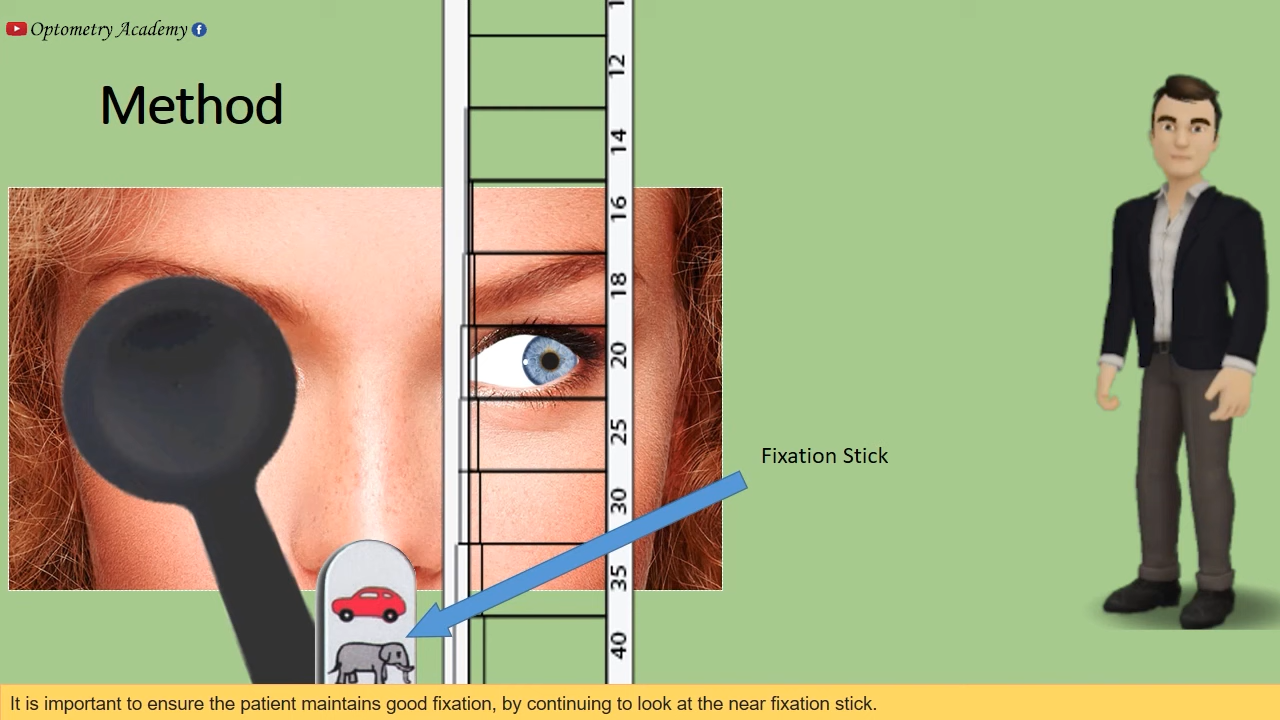 Optometry Academy
Method
12
14
16
18
20
25
30
35
40
Fixation Stick
It is important to ensure the patient maintains good fixation, by continuing to look at the near fixation stick.